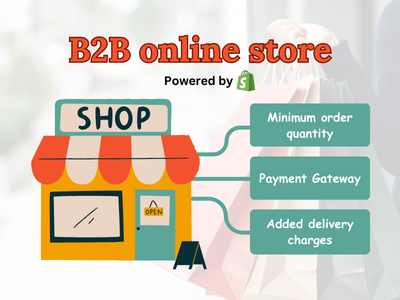 B2B online store
Powered by
SHOP
OPEN
Minimum order
quantity
Payment Gateway
Added delivery
charges